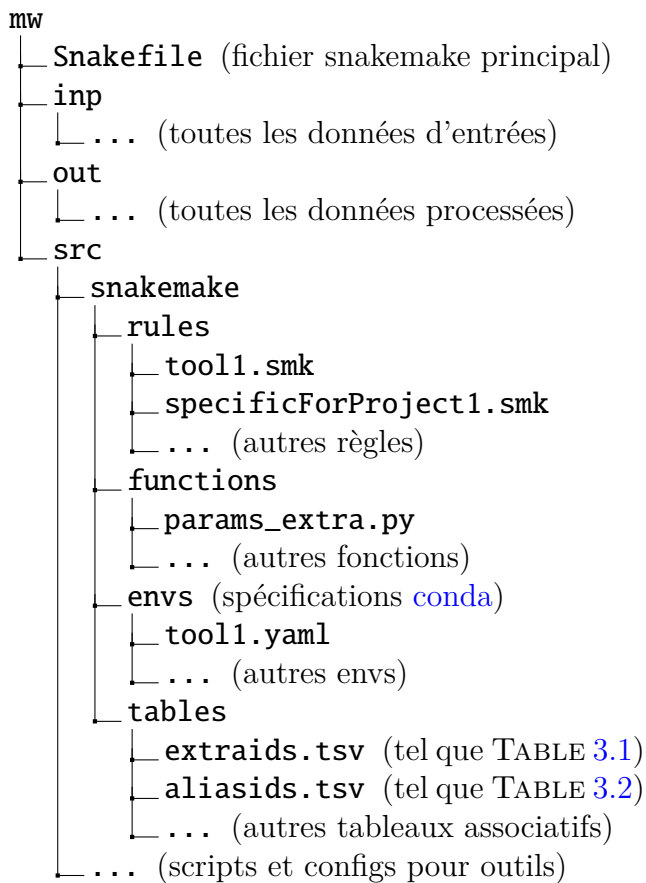 mw
Snakefile (fichier snakemake principal)
inp
... (toutes les données d'entrées)
out
... (toutes les données processées)
src
snakemake
rules
tool1.smk
specificForProject1.smk
... (autres règles)
functions
params_extra.py
... (autres fonctions)
envs (spécifications conda)
tool1.yaml
... (autres envs)
tables
extraids.tsv (tel que TABLE 3.1)
aliasids.tsv (tel que TABLE 3.2)
... (autres tableaux associatifs)
... (scripts et configs pour outils)